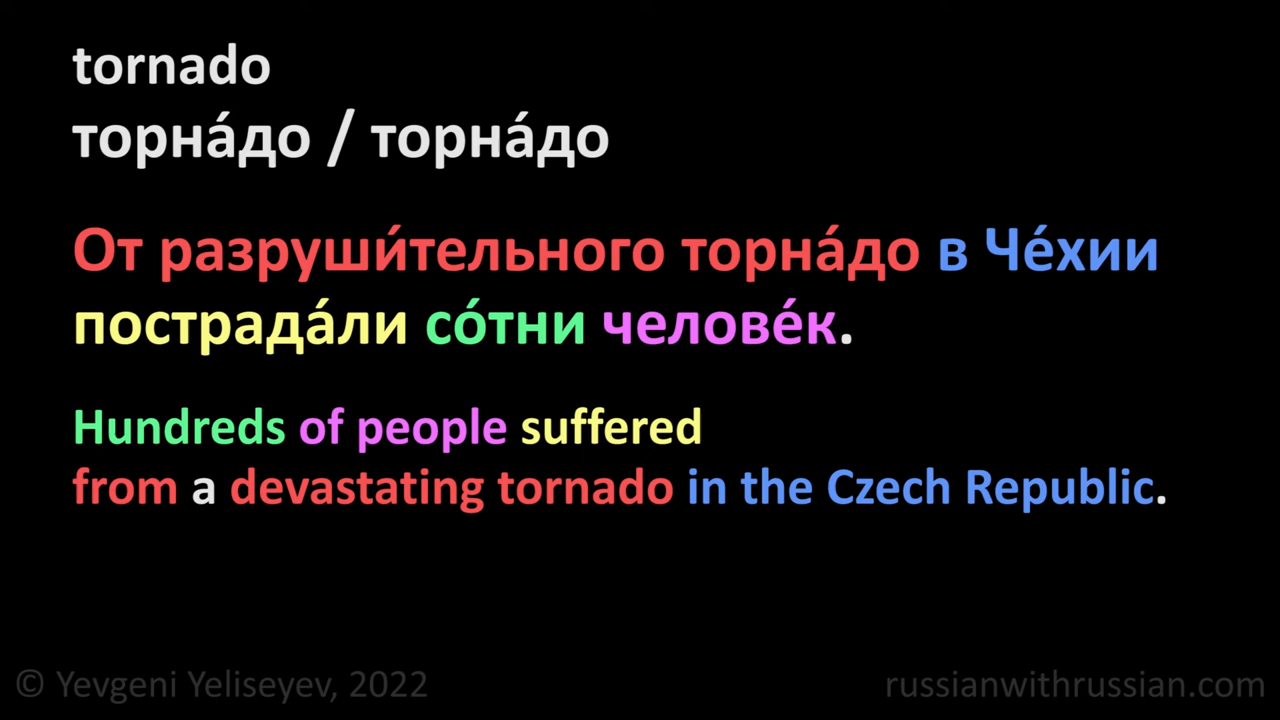 tornado
торна́до / торна́до
От разруши́тельного торна́до в Че́хии
пострада́ли со́тни челове́к.
Hundreds of people suffered
from a devastating tornado in the Czech Republic.
© Yevgeni Yeliseyev, 2022
russianwithrussian.com